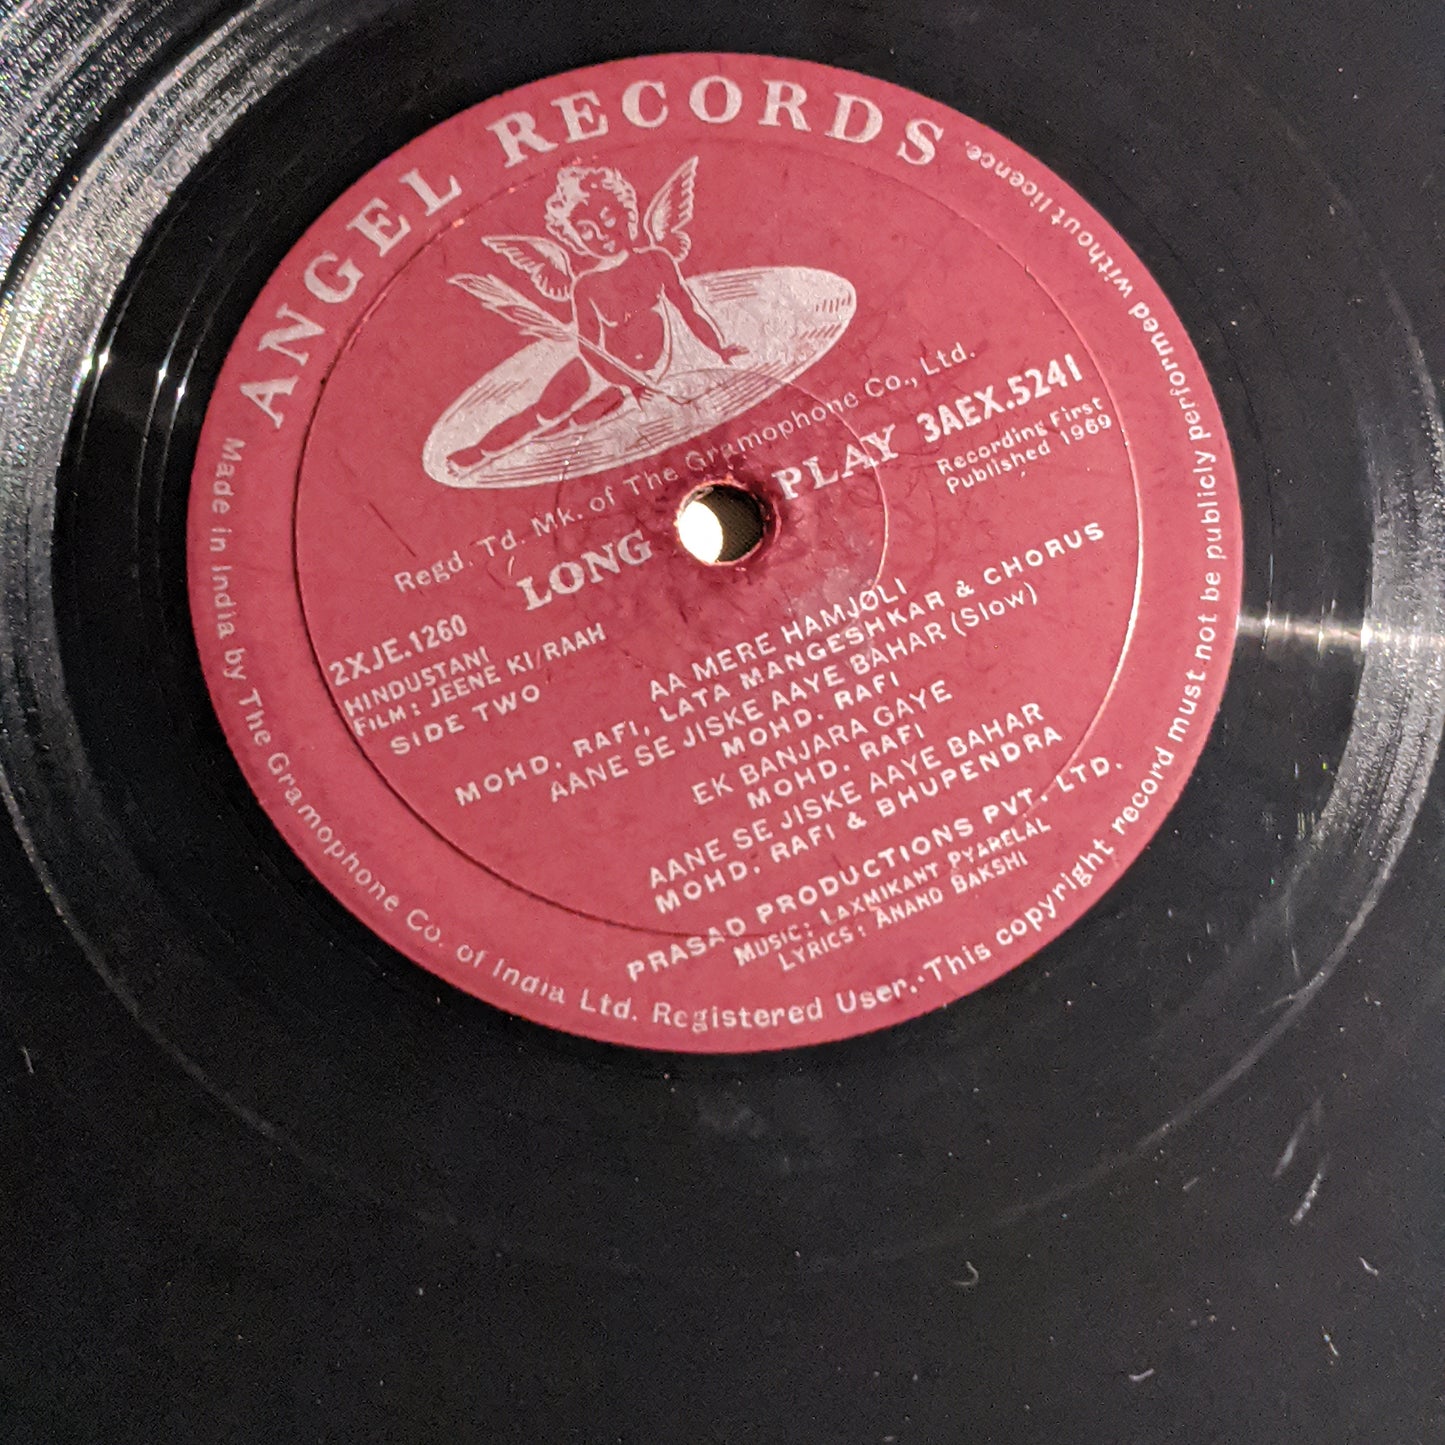 ANGEL RECORDS
Regd. Td. Mk. of The Gramophone Co., Ltd.
LONG PLAY
3AEX.5241
Recording First
Published 1969
2XJE.1260
HINDUSTANI
FILM: JEENE KI/RAAH
SIDE TWO
AA MERE HAMJOLI
MOHD. RAFI, LATA MANGESHKAR & CHORUS
AANE SE JISKE AAYE BAHAR (Slow)
MOHD. RAFI
EK BANJARA GAYE
MOHD. RAFI
AANE SE JISKE AAYE BAHAR
MOHD. RAFI & BHUPENDRA
PRASAD PRODUCTIONS PVT. LTD.
MUSIC: LAXMIKANT PYARELAL
LYRICS: ANAND BAKSHI
Made in India by The Gramophone Co. of India Ltd. Registered User.·This copyright record must not be publicly performed without licence.